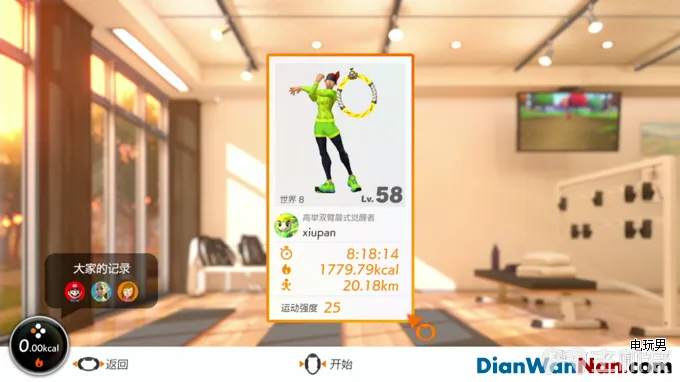 世界 8
Lv. 58
高举双臂蹲式觉醒者
xiupan
8:18:14
1779.79kcal
20.18km
运动强度 25
大家的记录
0.00kcal
返回
开始
电玩男
DianWanNan.com